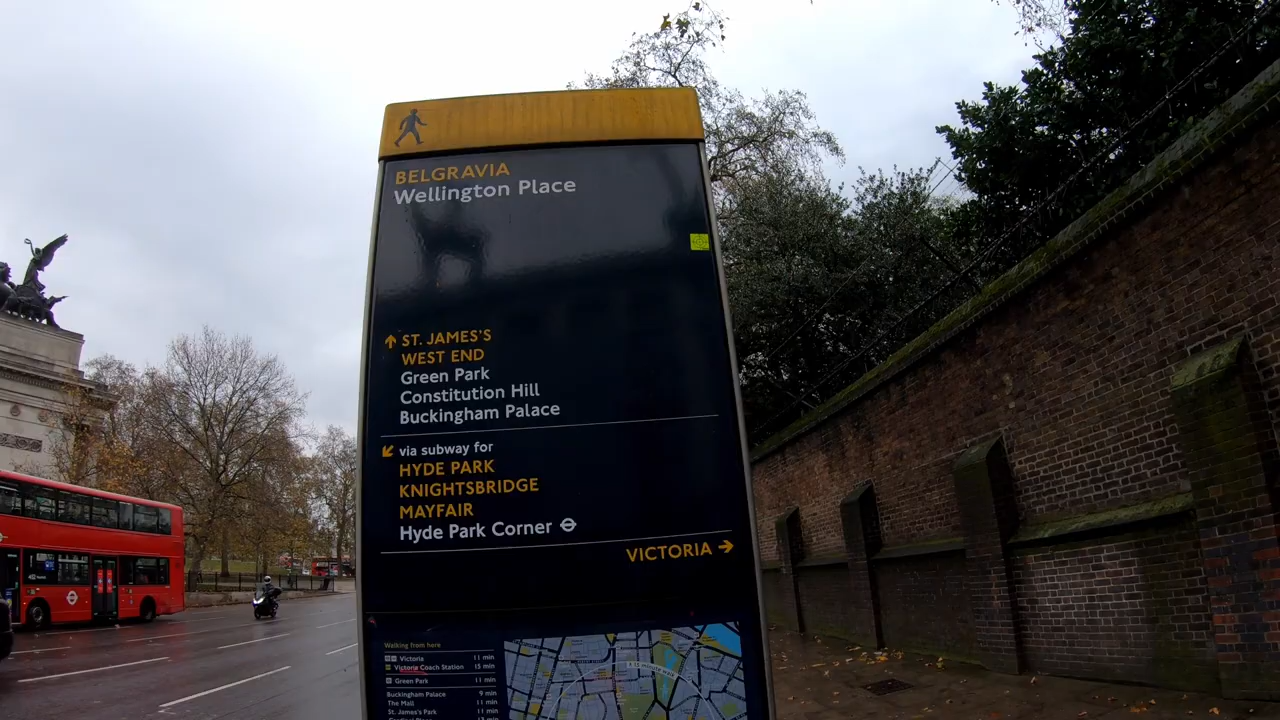 BELGRAVIA
Wellington Place
ST. JAMES'S
WEST END
Green Park
Constitution Hill
Buckingham Palace
via subway for
HYDE PARK
KNIGHTSBRIDGE
MAYFAIR
Hyde Park Corner
VICTORIA
Walking from here
Victoria 11 min
Victoria Coach Station 15 min
Green Park 11 min
Buckingham Palace 9 min
The Mall 11 min
St. James's Park 11 min